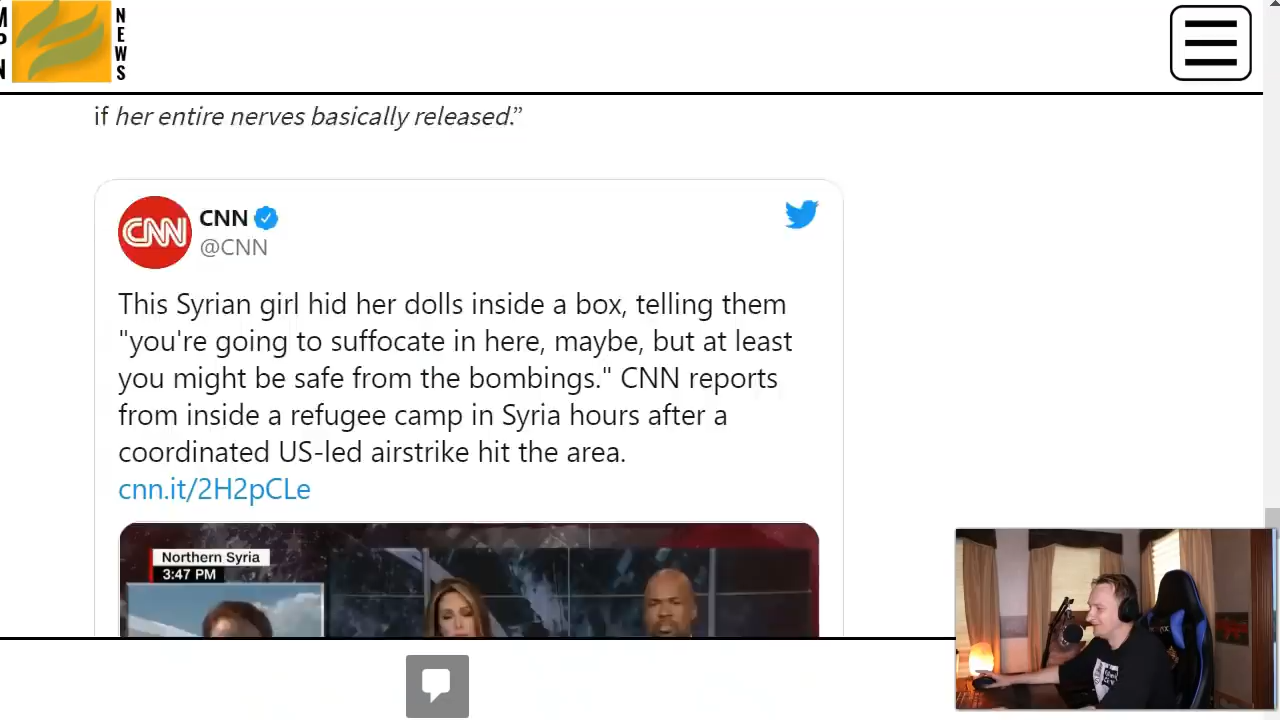 NEWS
if her entire nerves basically released.”
CNN
CNN
@CNN
This Syrian girl hid her dolls inside a box, telling them
"you're going to suffocate in here, maybe, but at least
you might be safe from the bombings." CNN reports
from inside a refugee camp in Syria hours after a
coordinated US-led airstrike hit the area.
cnn.it/2H2pCLe
Northern Syria
3:47 PM